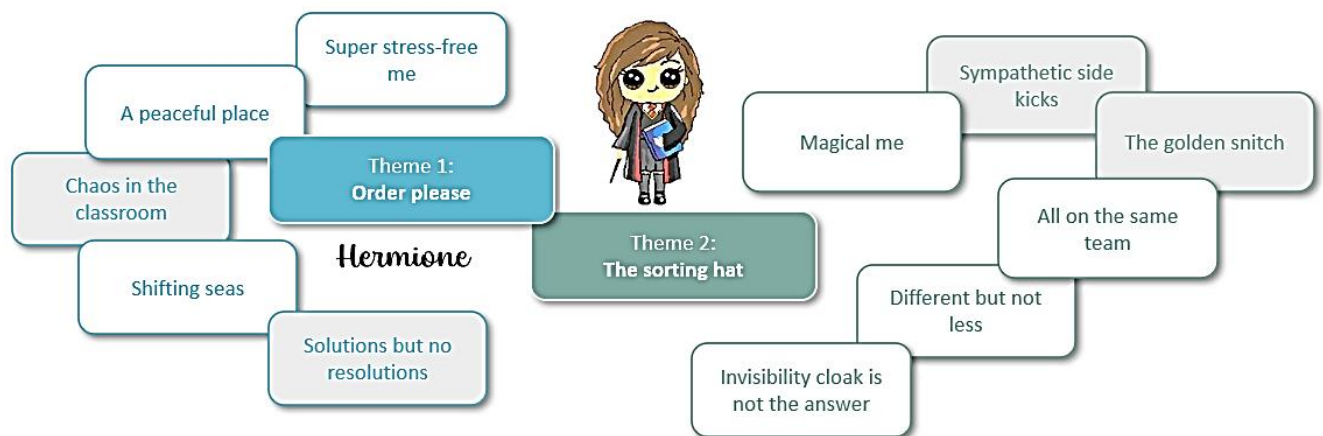 Super stress-free
me
A peaceful place
Theme 1:
Order please
Chaos in the
classroom
Hermione
Shifting seas
Solutions but no
resolutions
Sympathetic side
kicks
Magical me
The golden snitch
All on the same
team
Theme 2:
The sorting hat
Different but not
less
Invisibility cloak is
not the answer